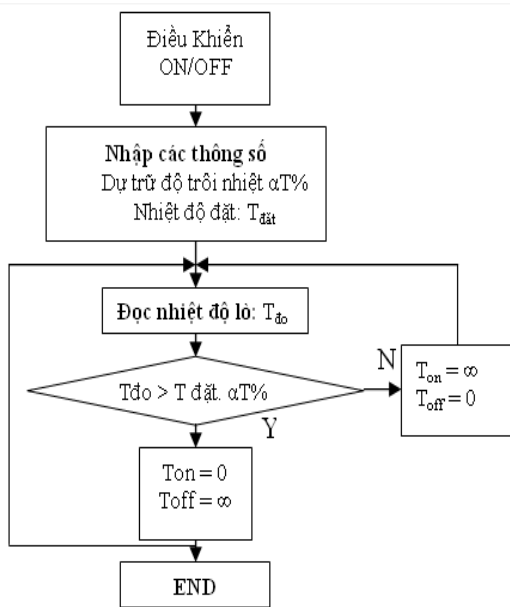 Điều Khiển
ON/OFF
Nhập các thông số
Dự trữ độ trôi nhiệt αT%
Nhiệt độ đặt: Tđăt
Đọc nhiệt độ lò: Tđo
Tđo > T đặt. αT%
N
Ton = ∞
Toff = 0
Y
Ton = 0
Toff = ∞
END